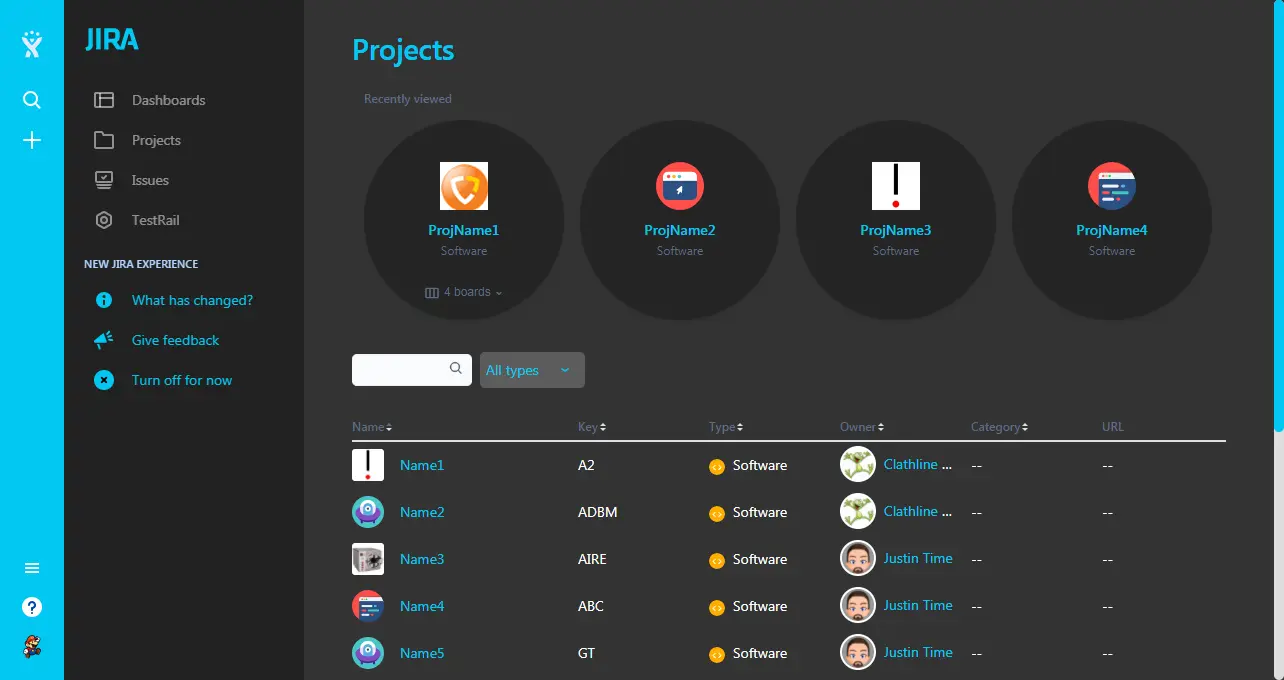 JIRA
Dashboards
Projects
Issues
TestRail
NEW JIRA EXPERIENCE
What has changed?
Give feedback
Turn off for now
Projects
Recently viewed
ProjName1
Software
4 boards
ProjName2
Software
ProjName3
Software
ProjName4
Software
All types
Name Key Type Owner Category URL
Name1 A2 Software Clathline ... -- --
Name2 ADBM Software Clathline ... -- --
Name3 AIRE Software Justin Time -- --
Name4 ABC Software Justin Time -- --
Name5 GT Software Justin Time -- --